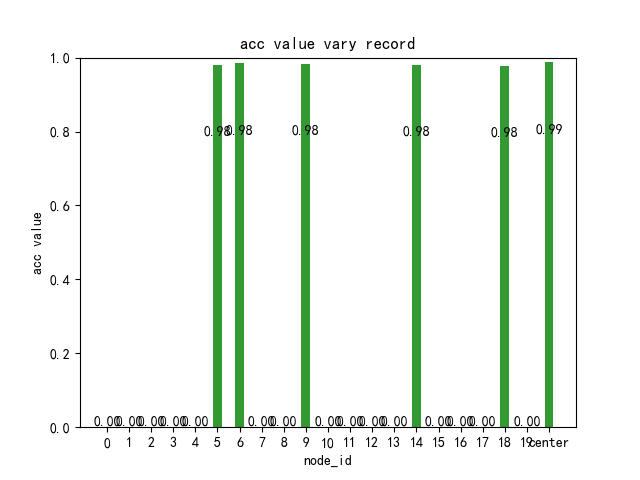 acc value vary record
acc value
1.0
0.8
0.6
0.4
0.2
0.0
0.98 0.98 0.98 0.98 0.98 0.99
0.00 0.00 0.00 0.00 0.00 0.00 0.00 0.00 0.00 0.00 0.00 0.00 0.00 0.00 0.00
0 1 2 3 4 5 6 7 8 9 10 11 12 13 14 15 16 17 18 19 center
node_id